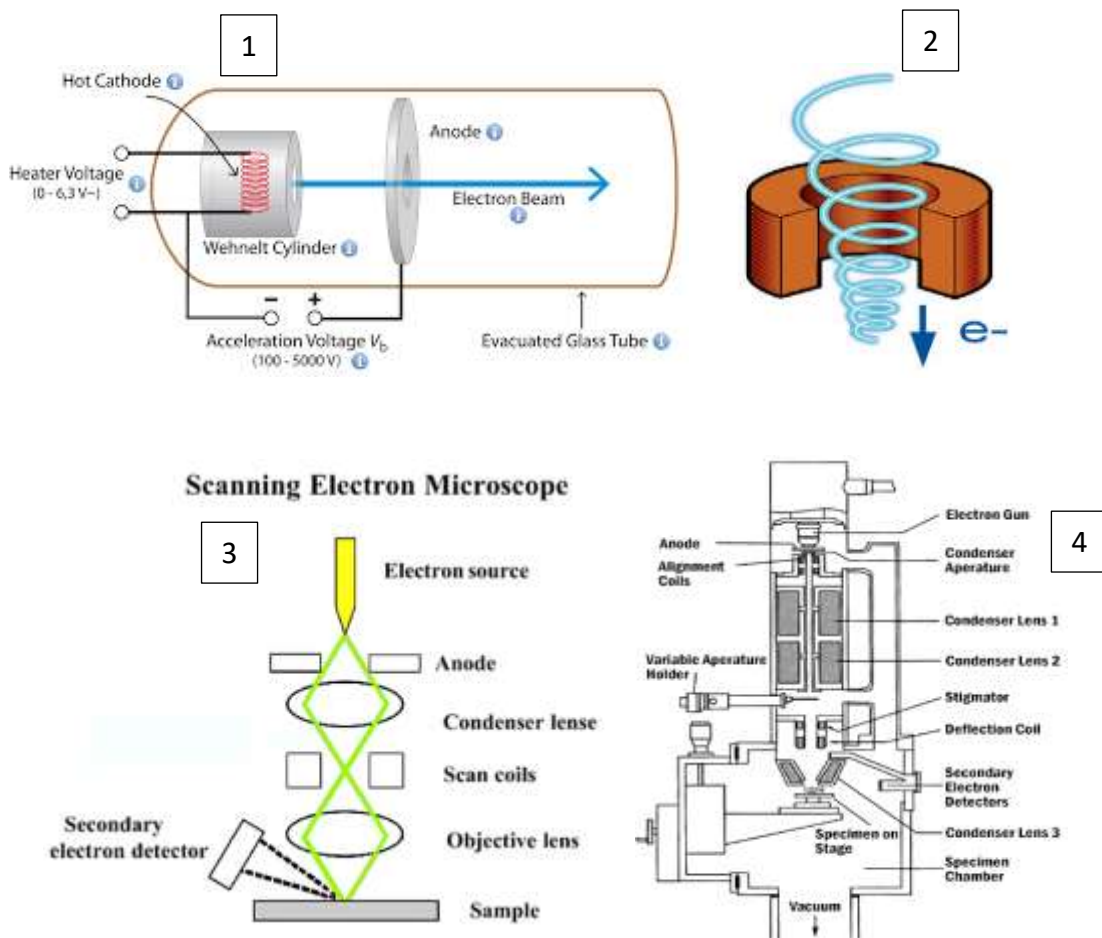 1
Hot Cathode i
Heater Voltage
(0 - 6,3 V~) i
Wehnelt Cylinder i
Anode i
Electron Beam
i
− +
Acceleration Voltage Vb
(100 - 5000 V) i
Evacuated Glass Tube i
2
e-
Scanning Electron Microscope
3
Electron source
Anode
Condenser lense
Scan coils
Secondary
electron detector
Objective lens
Sample
4
Electron Gun
Anode
Condenser
Aperature
Alignment
Coils
Condenser Lens 1
Condenser Lens 2
Variable Aperature
Holder
Stigmator
Deflection Coil
Secondary
Electron
Detectors
Specimen on
Stage
Condenser Lens 3
Specimen
Chamber
Vacuum